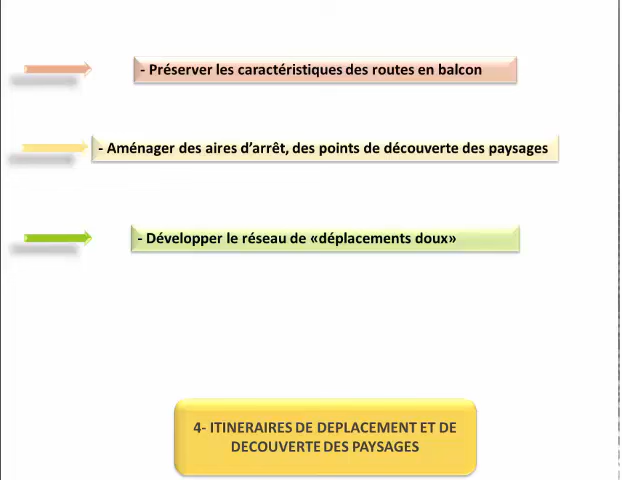 - Préserver les caractéristiques des routes en balcon
- Aménager des aires d’arrêt, des points de découverte des paysages
- Développer le réseau de «déplacements doux»
4- ITINERAIRES DE DEPLACEMENT ET DE
DECOUVERTE DES PAYSAGES